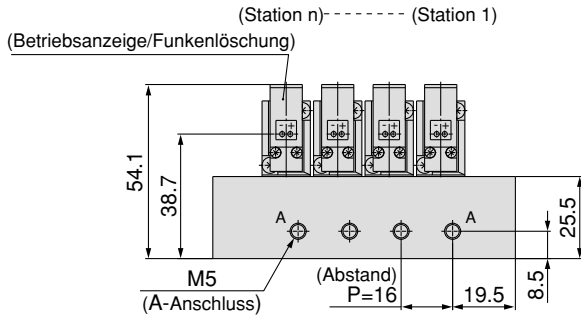 (Station n) (Station 1)
(Betriebsanzeige/Funkenlöschung)
- +
- +
- +
- +
54.1
38.7
25.5
8.5
A
A
M5
(A-Anschluss)
(Abstand)
P=16
19.5